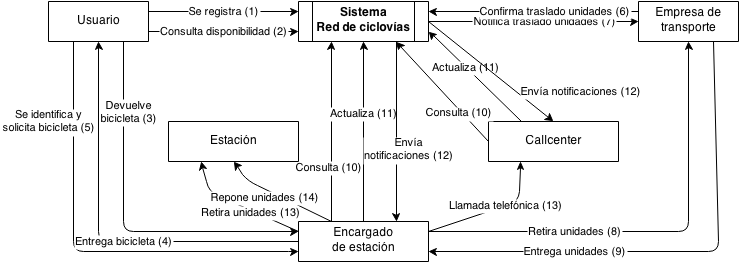 Usuario
Se registra (1)
Consulta disponibilidad (2)
Sistema
Red de ciclovías
Confirma traslado unidades (6)
Notifica traslado unidades (7)
Empresa de
transporte
Actualiza (11)
Envía notificaciones (12)
Se identifica y
solicita bicicleta (5)
Devuelve
bicicleta (3)
Actualiza (11)
Consulta (10)
Estación
Envía
notificaciones (12)
Callcenter
Consulta (10)
Repone unidades (14)
Retira unidades (13)
Llamada telefónica (13)
Entrega bicicleta (4)
Encargado
de estación
Retira unidades (8)
Entrega unidades (9)